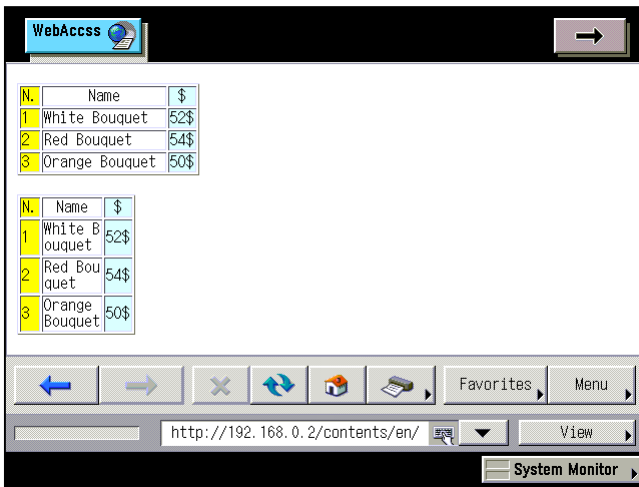 WebAccss
N. Name $
1 White Bouquet 52$
2 Red Bouquet 54$
3 Orange Bouquet 50$
N. Name $
1 White B
ouquet 52$
2 Red Bou
quet 54$
3 Orange
Bouquet 50$
Favorites Menu
http://192.168.0.2/contents/en/ View
System Monitor